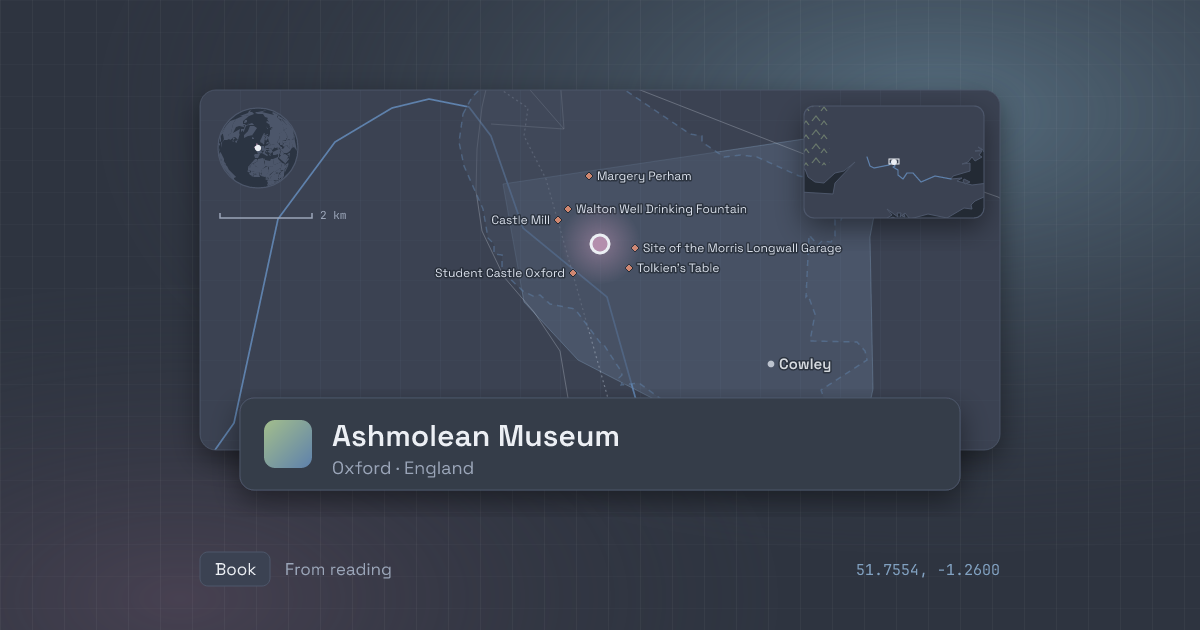 2 km
Margery Perham
Walton Well Drinking Fountain
Castle Mill
Site of the Morris Longwall Garage
Tolkien's Table
Student Castle Oxford
Cowley
Ashmolean Museum
Oxford · England
Book
From reading
51.7554, -1.2600